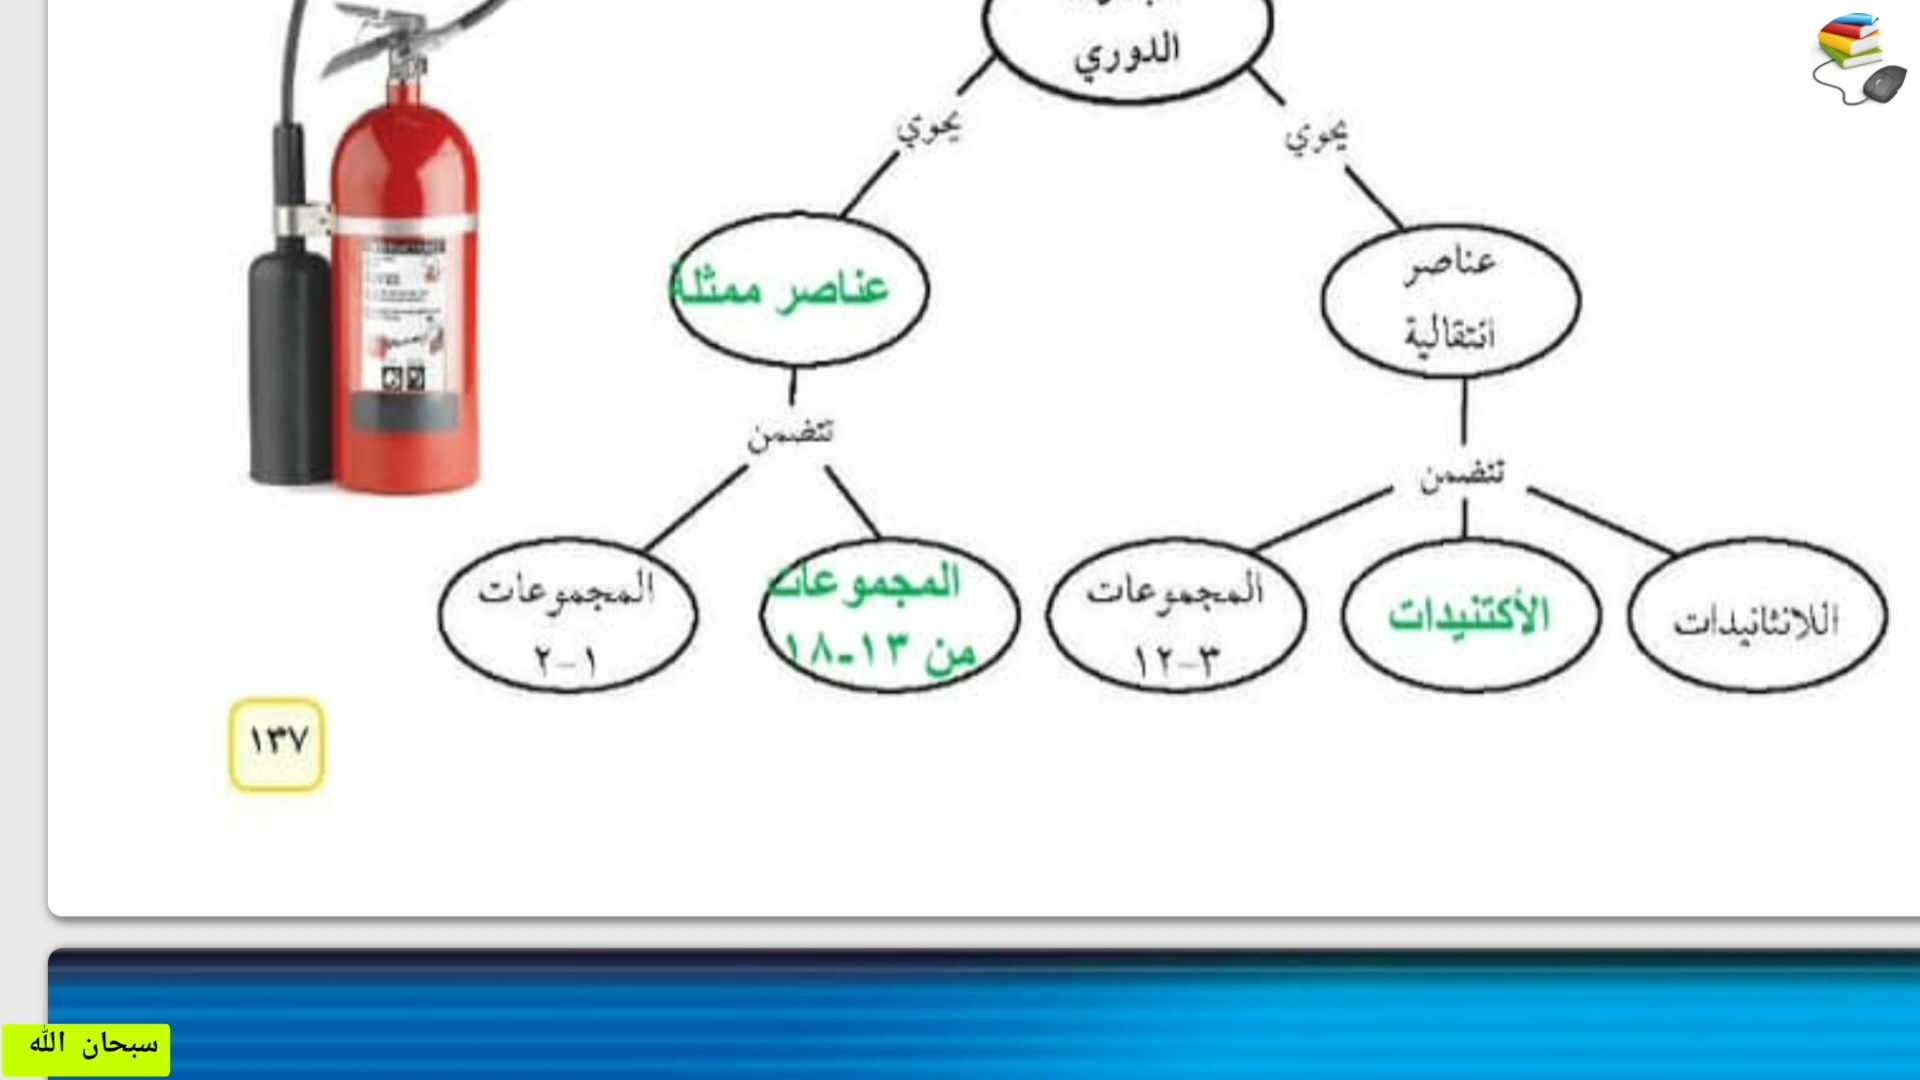 الدوري
يحوي
يحوي
عناصر
انتقالية
عناصر ممثلة
تتضمن
تتضمن
اللانثانيدات
الأكتنيدات
المجموعات
٣-١٢
المجموعات
من ١٣-١٨
المجموعات
١-٢
١٣٧
سبحان الله